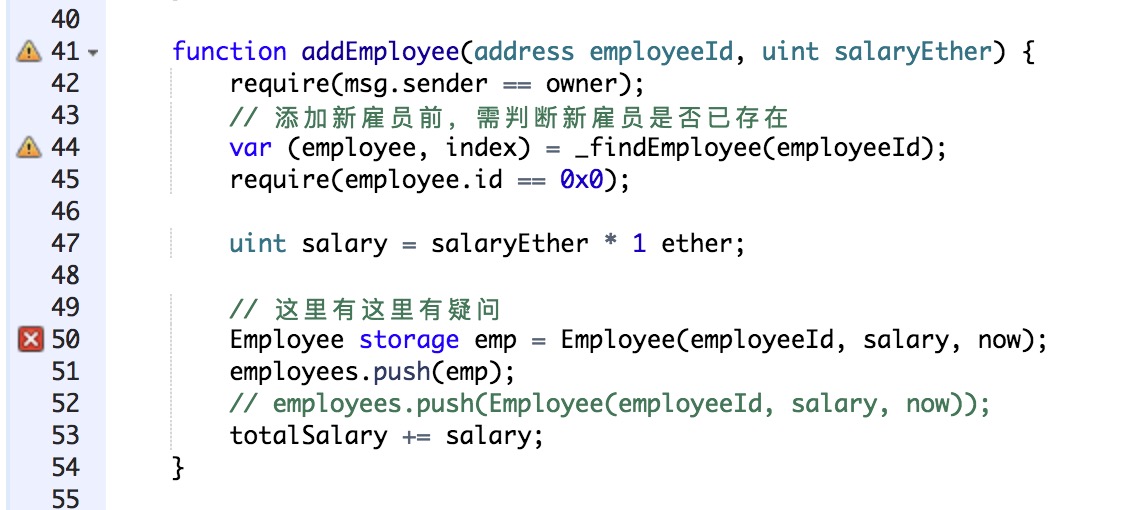 40
41 function addEmployee(address employeeId, uint salaryEther) {
42 require(msg.sender == owner);
43 // 添加新雇员前，需判断新雇员是否已存在
44 var (employee, index) = _findEmployee(employeeId);
45 require(employee.id == 0x0);
46
47 uint salary = salaryEther * 1 ether;
48
49 // 这里有这里有疑问
50 Employee storage emp = Employee(employeeId, salary, now);
51 employees.push(emp);
52 // employees.push(Employee(employeeId, salary, now));
53 totalSalary += salary;
54 }
55